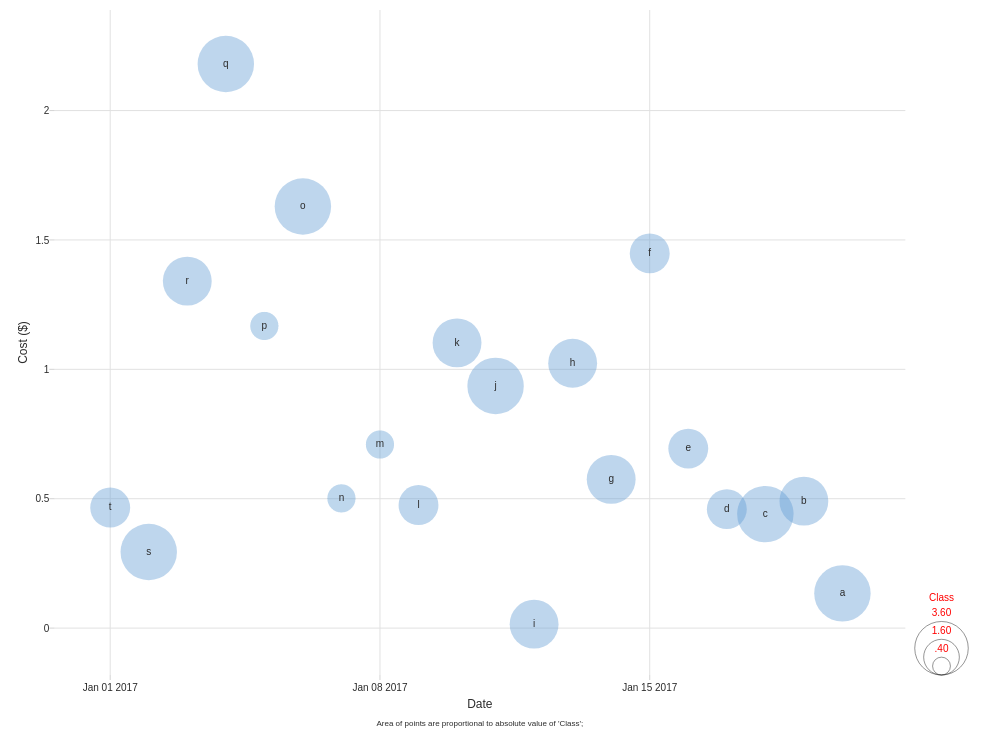 q
2
o
1.5
f
r
p
Cost ($)
k
h
1
j
m
e
g
n
0.5
b
l
t
d
c
s
a
Class
3.60
i
0
1.60
.40
Jan 01 2017
Jan 08 2017
Jan 15 2017
Date
Area of points are proportional to absolute value of 'Class';